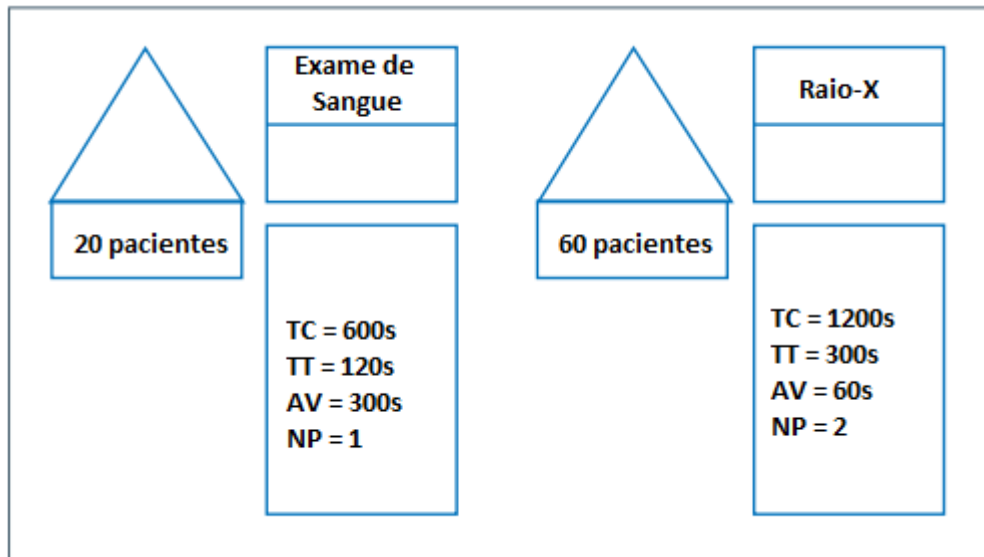 Exame de
Sangue
Raio-X
20 pacientes
60 pacientes
TC = 600s
TT = 120s
AV = 300s
NP = 1
TC = 1200s
TT = 300s
AV = 60s
NP = 2